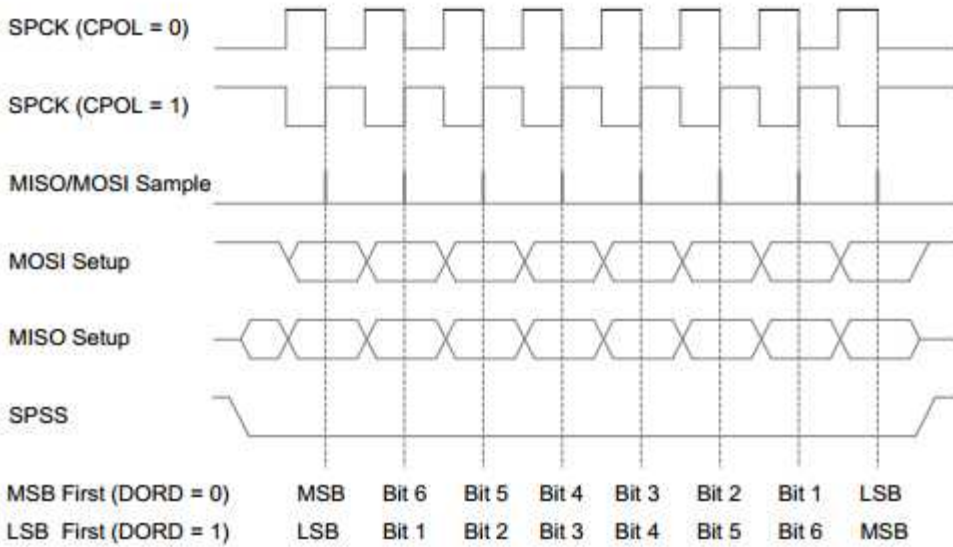 SPCK (CPOL = 0)
SPCK (CPOL = 1)
MISO/MOSI Sample
MOSI Setup
MISO Setup
SPSS
MSB First (DORD = 0) MSB Bit 6 Bit 5 Bit 4 Bit 3 Bit 2 Bit 1 LSB
LSB First (DORD = 1) LSB Bit 1 Bit 2 Bit 3 Bit 4 Bit 5 Bit 6 MSB